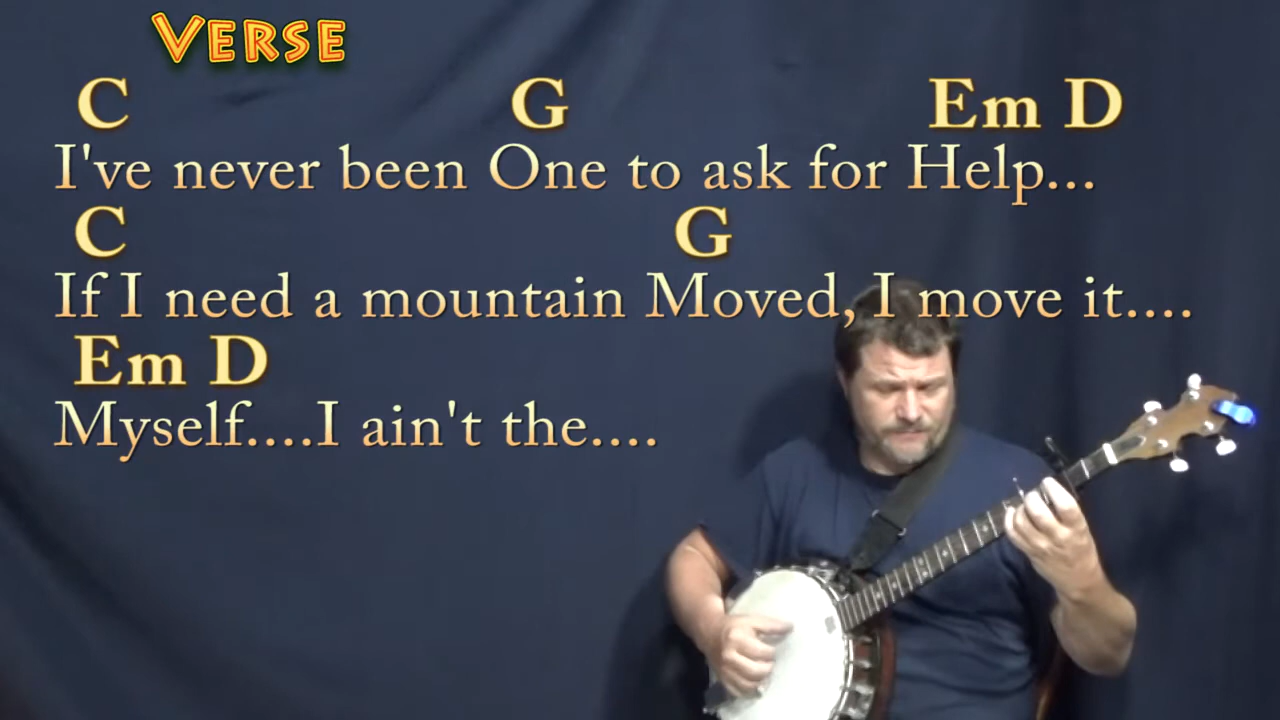 VERSE
C G Em D
I've never been One to ask for Help...
C G
If I need a mountain Moved, I move it....
Em D
Myself....I ain't the....